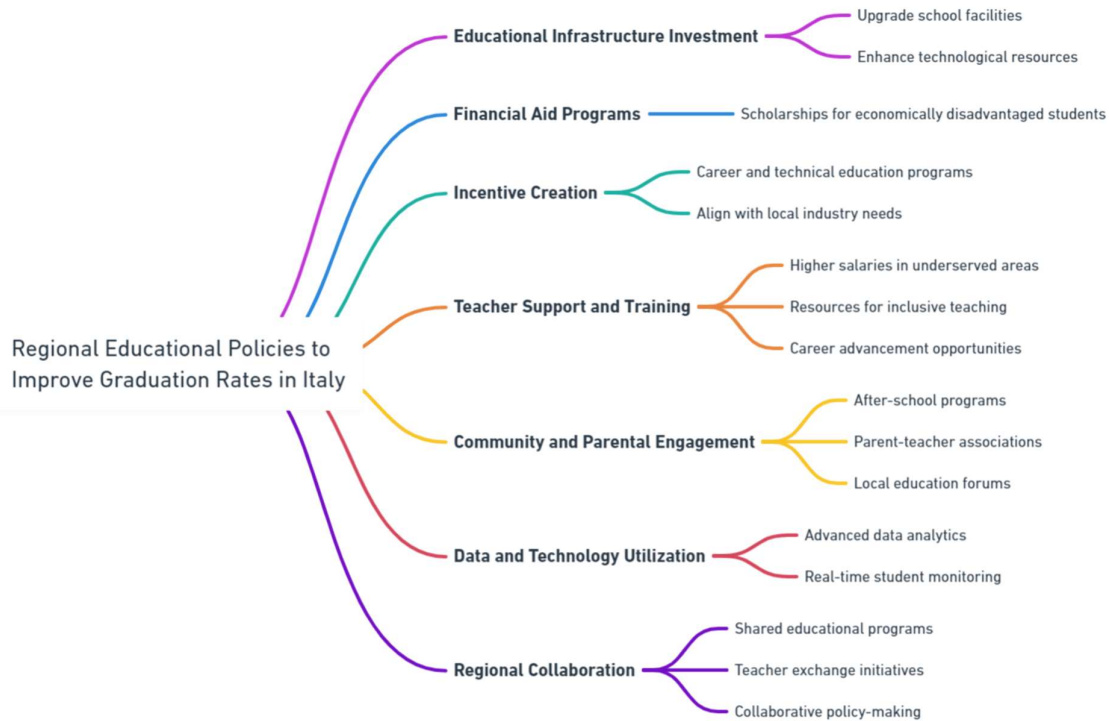 Regional Educational Policies to
Improve Graduation Rates in Italy
Educational Infrastructure Investment
Upgrade school facilities
Enhance technological resources
Financial Aid Programs
Scholarships for economically disadvantaged students
Incentive Creation
Career and technical education programs
Align with local industry needs
Teacher Support and Training
Higher salaries in underserved areas
Resources for inclusive teaching
Career advancement opportunities
Community and Parental Engagement
After-school programs
Parent-teacher associations
Local education forums
Data and Technology Utilization
Advanced data analytics
Real-time student monitoring
Regional Collaboration
Shared educational programs
Teacher exchange initiatives
Collaborative policy-making